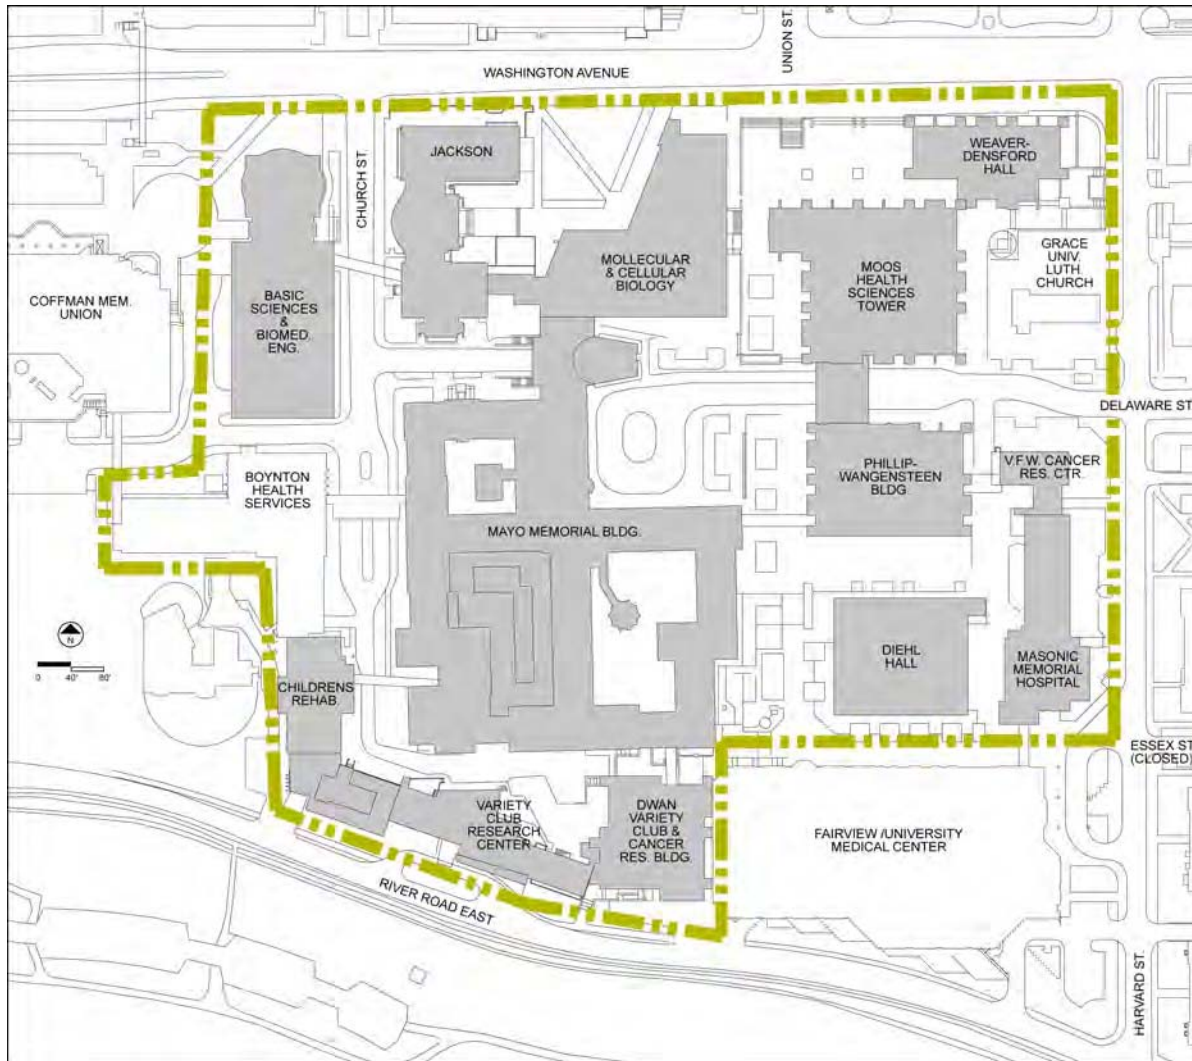 WASHINGTON AVENUE
UNION ST.
CHURCH ST.
JACKSON
WEAVER-
DENSFORD
HALL
MOLLECULAR
& CELLULAR
BIOLOGY
MOOS
HEALTH
SCIENCES
TOWER
GRACE
UNIV.
LUTH.
CHURCH
COFFMAN MEM.
UNION
BASIC
SCIENCES
&
BIOMED.
ENG.
DELAWARE ST.
BOYNTON
HEALTH
SERVICES
PHILLIP-
WANGENSTEEN
BLDG
V.F.W. CANCER
RES. CTR.
MAYO MEMORIAL BLDG.
N
0 40' 80'
DIEHL
HALL
MASONIC
MEMORIAL
HOSPITAL
CHILDRENS
REHAB.
ESSEX ST.
(CLOSED)
VARIETY
CLUB
RESEARCH
CENTER
DWAN
VARIETY
CLUB &
CANCER
RES. BLDG.
FAIRVIEW /UNIVERSITY
MEDICAL CENTER
RIVER ROAD EAST
HARVARD ST.